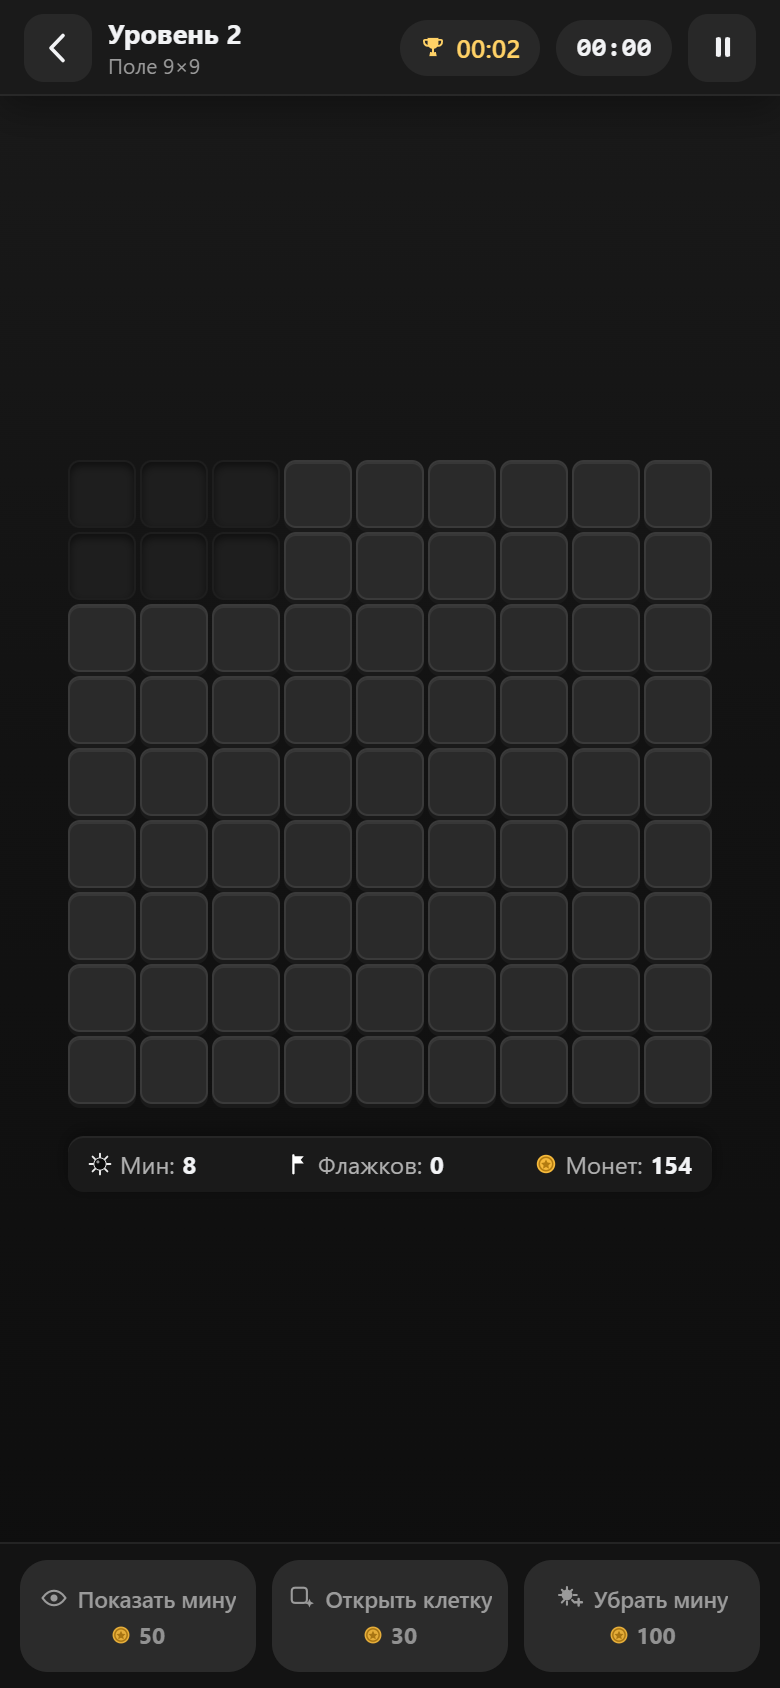 Уровень 2
Поле 9×9
00:02
00:00
Мин: 8
Флажков: 0
Монет: 154
Показать мину
50
Открыть клетку
30
Убрать мину
100